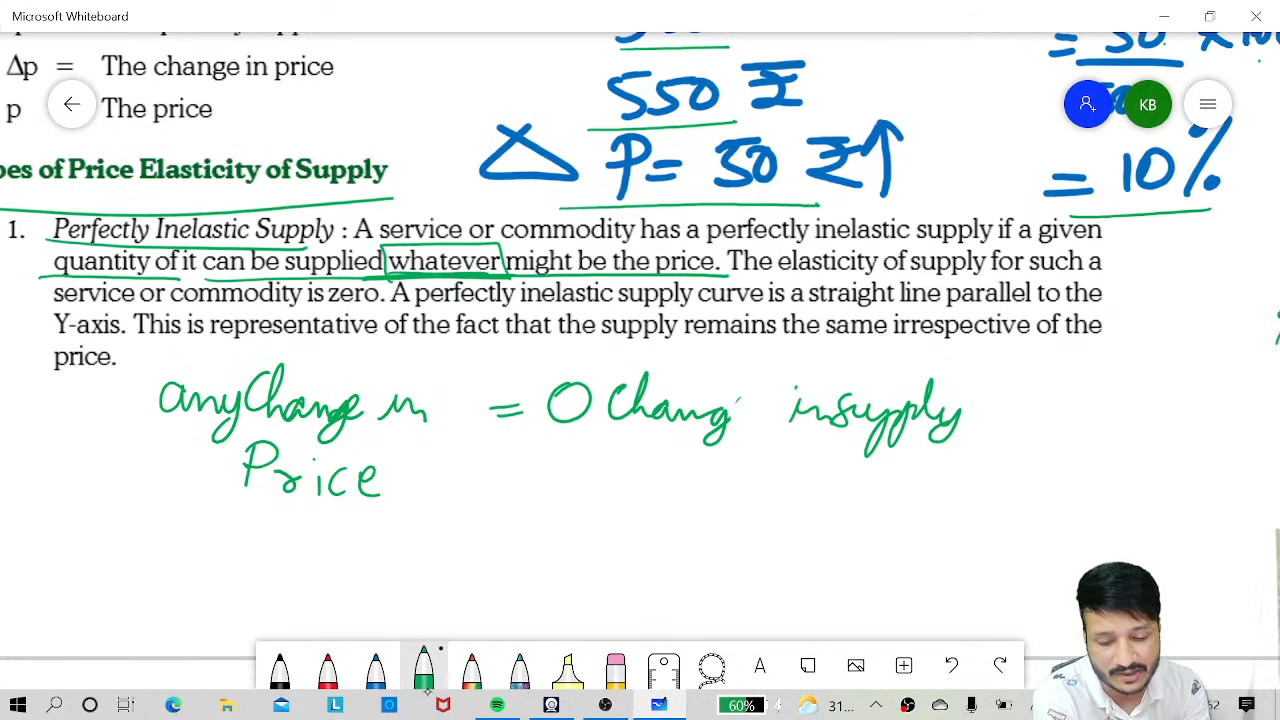 Microsoft Whiteboard
Δp = The change in price
p The price
550 ₹
Δ P = 50 ₹ ↑
= 10 %
KB
pes of Price Elasticity of Supply
1. Perfectly Inelastic Supply : A service or commodity has a perfectly inelastic supply if a given
quantity of it can be supplied whatever might be the price. The elasticity of supply for such a
service or commodity is zero. A perfectly inelastic supply curve is a straight line parallel to the
Y-axis. This is representative of the fact that the supply remains the same irrespective of the
price.
any Change in = 0 Chang in supply
Price
A
60%
31...
52